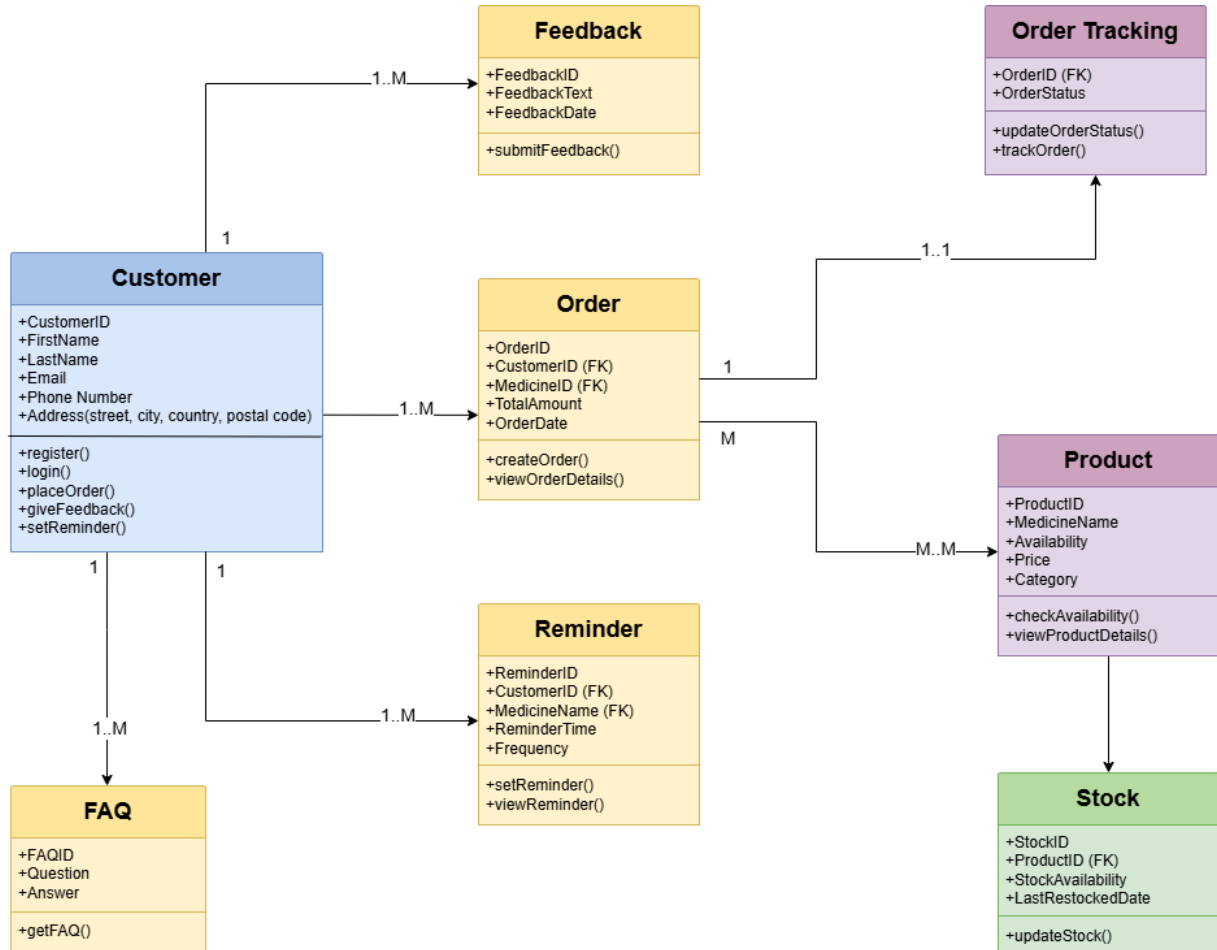 Feedback
+FeedbackID
+FeedbackText
+FeedbackDate
+submitFeedback()
Order Tracking
+OrderID (FK)
+OrderStatus
+updateOrderStatus()
+trackOrder()
1..M
1
1..1
Customer
+CustomerID
+FirstName
+LastName
+Email
+Phone Number
+Address(street, city, country, postal code)
+register()
+login()
+placeOrder()
+giveFeedback()
+setReminder()
1..M
Order
+OrderID
+CustomerID (FK)
+MedicineID (FK)
+TotalAmount
+OrderDate
+createOrder()
+viewOrderDetails()
1
M
M..M
Product
+ProductID
+MedicineName
+Availability
+Price
+Category
+checkAvailability()
+viewProductDetails()
1
1
1..M
1..M
Reminder
+ReminderID
+CustomerID (FK)
+MedicineName (FK)
+ReminderTime
+Frequency
+setReminder()
+viewReminder()
FAQ
+FAQID
+Question
+Answer
+getFAQ()
Stock
+StockID
+ProductID (FK)
+StockAvailability
+LastRestockedDate
+updateStock()